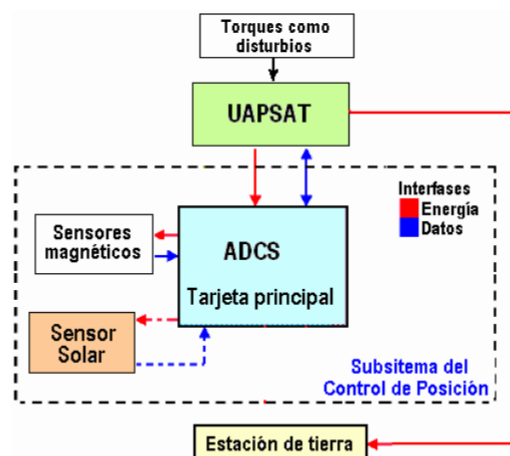 Torques como
disturbios
UAPSAT
Interfases
Energía
Datos
Sensores
magnéticos
ADCS
Tarjeta principal
Sensor
Solar
Subsitema del
Control de Posición
Estación de tierra